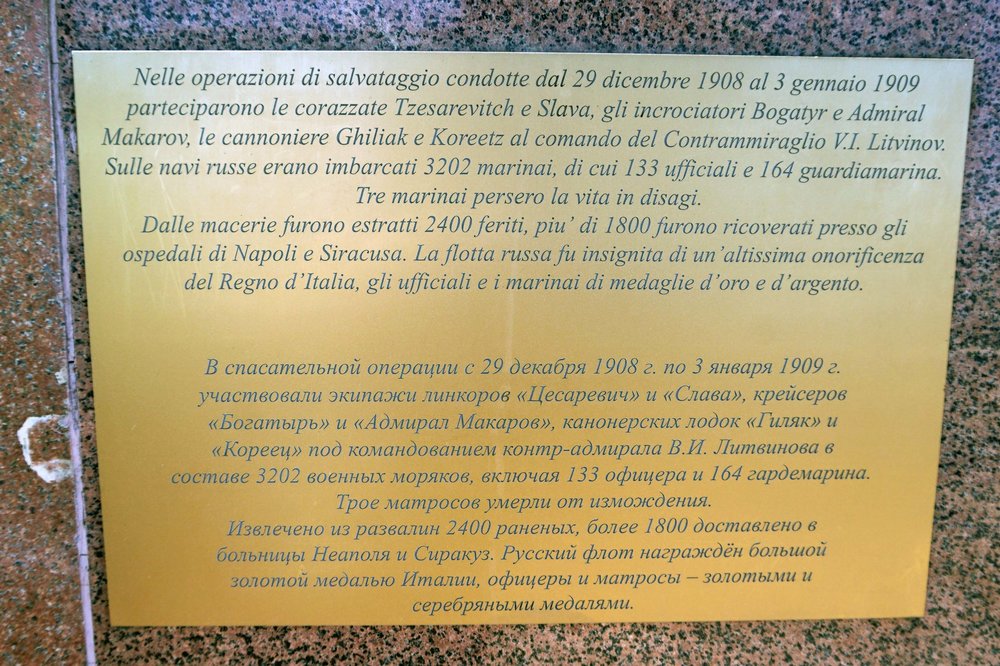 Nelle operazioni di salvataggio condotte dal 29 dicembre 1908 al 3 gennaio 1909
parteciparono le corazzate Tzesarevitch e Slava, gli incrociatori Bogatyr e Admiral
Makarov, le cannoniere Ghiliak e Koreetz al comando del Contrammiraglio V.I. Litvinov.
Sulle navi russe erano imbarcati 3202 marinai, di cui 133 ufficiali e 164 guardiamarina.
Tre marinai persero la vita in disagi.
Dalle macerie furono estratti 2400 feriti, piu' di 1800 furono ricoverati presso gli
ospedali di Napoli e Siracusa. La flotta russa fu insignita di un'altissima onorificenza
del Regno d'Italia, gli ufficiali e i marinai di medaglie d'oro e d'argento.
В спасательной операции с 29 декабря 1908 г. по 3 января 1909 г.
участвовали экипажи линкоров «Цесаревич» и «Слава», крейсеров
«Богатырь» и «Адмирал Макаров», канонерских лодок «Гиляк» и
«Кореец» под командованием контр-адмирала В.И. Литвинова в
составе 3202 военных моряков, включая 133 офицера и 164 гардемарина.
Трое матросов умерли от измождения.
Извлечено из развалин 2400 раненых, более 1800 доставлено в
больницы Неаполя и Сиракуз. Русский флот награждён большой
золотой медалью Италии, офицеры и матросы – золотыми и
серебряными медалями.